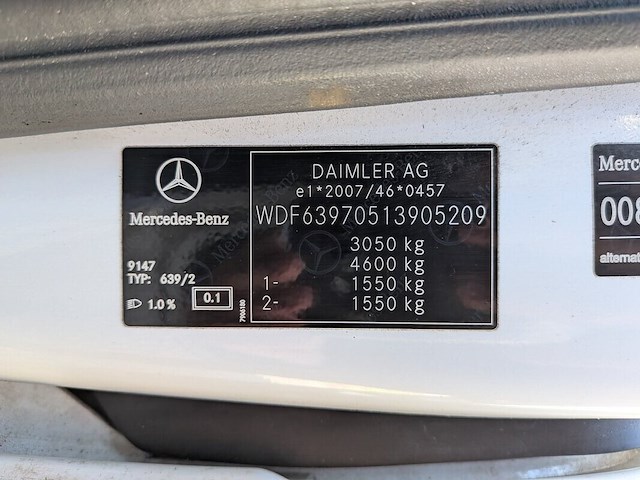 DAIMLER AG
e1*2007/46*0457
WDF63970513905209
3050 kg
4600 kg
1- 1550 kg
2- 1550 kg
Mercedes-Benz
9147
TYP: 639/2
1.0 %
0.1
7906180
Merc
008
alternat